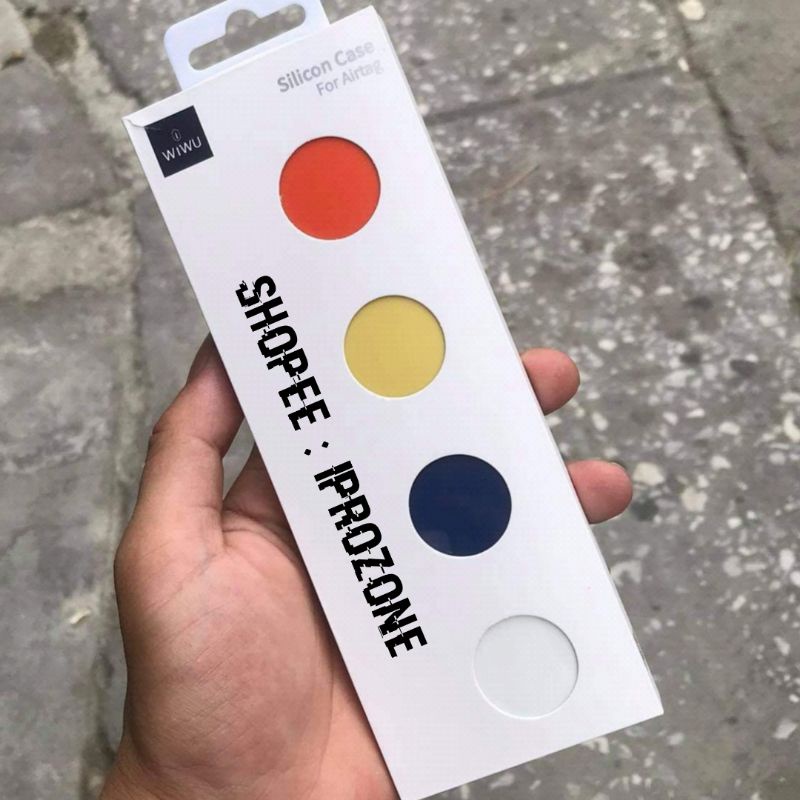 Silicon Case
For Airtag
WIWU
SHOPEE : IPROZONE